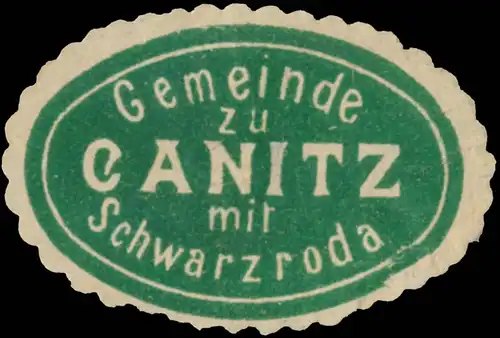 Gemeinde
zu
CANITZ
mit
Schwarzroda